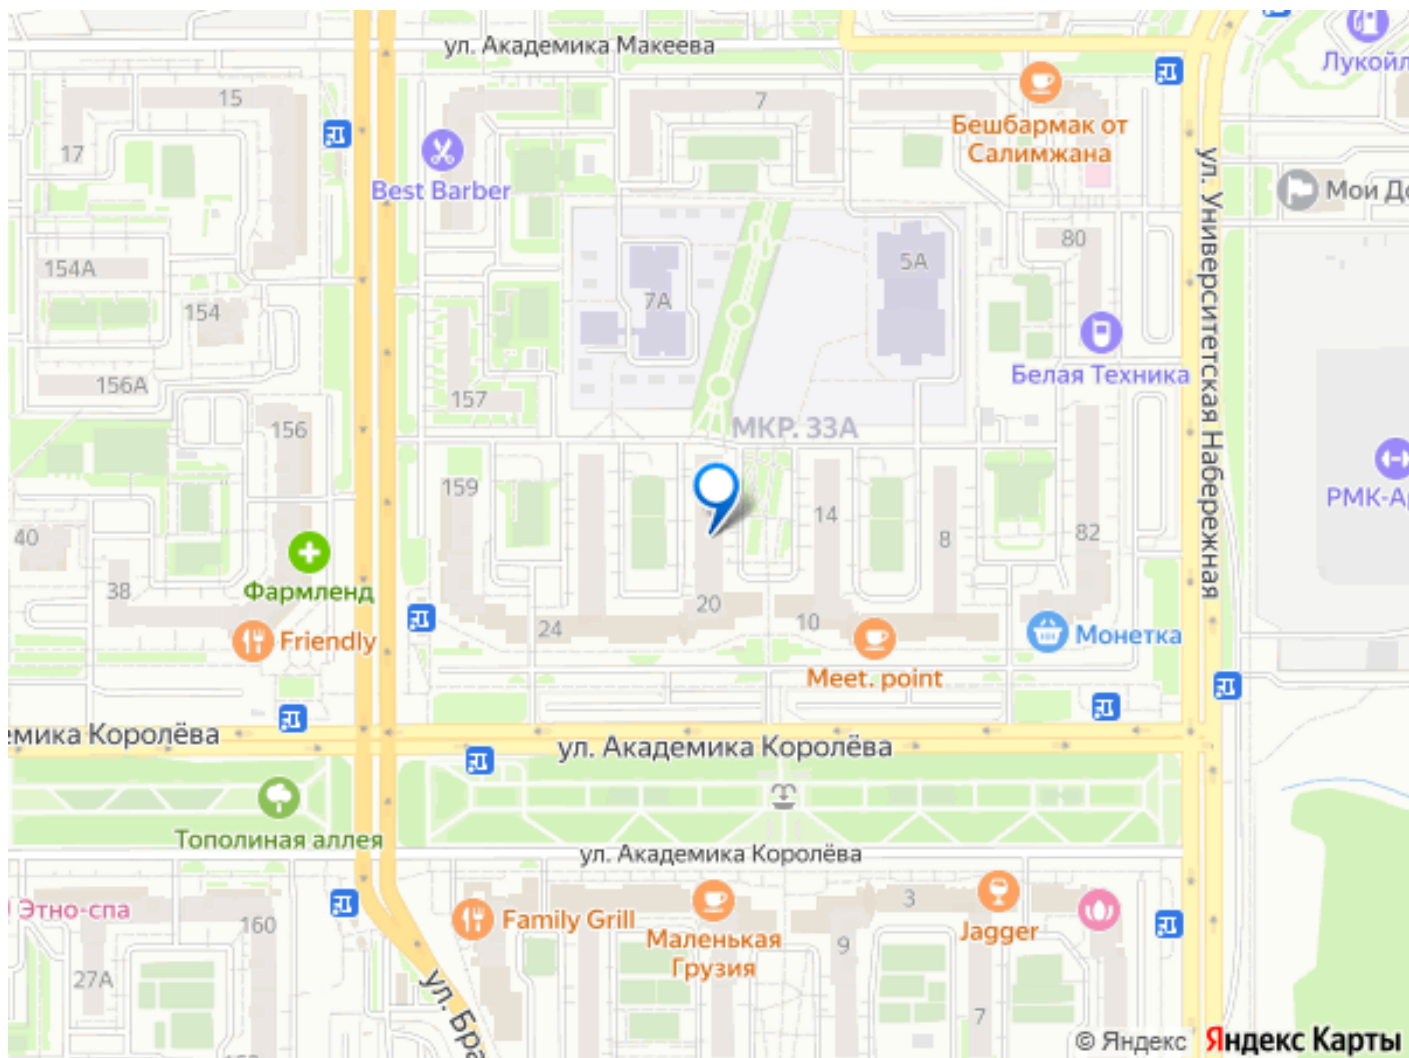 ул. Академика Макеева
Лукойл
15
7
Бешбармак от
Салимжана
17
Best Barber
ул. Университетская Набережная
Мои До
80
154А
5А
7А
154
156А
157
Белая Техника
156
МКР. 33А
159
14
РМК-Ар
40
8
82
38
Фармленд
20
24
10
Friendly
Монетка
Meet. point
емика Королёва
ул. Академика Королёва
Тополиная аллея
ул. Академика Королёва
Этно-спа
160
Family Grill
3
Маленькая
Грузия
Jagger
9
27А
ул. Бра
7
© Яндекс
Яндекс Карты